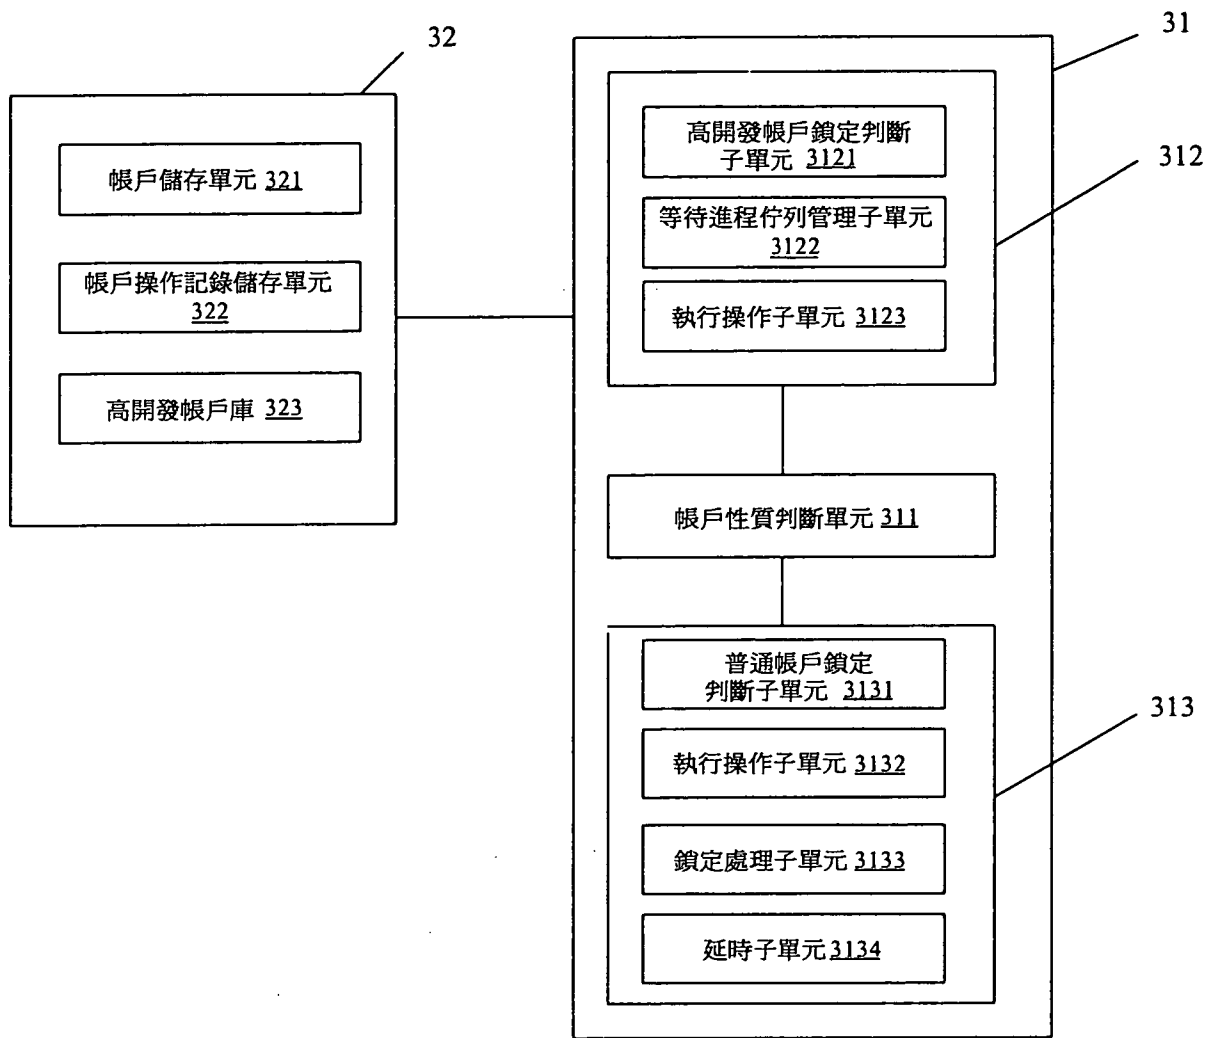 32
帳戶儲存單元 321
帳戶操作記錄儲存單元
322
高開發帳戶庫 323
31
高開發帳戶鎖定判斷
子單元 3121
等待進程佇列管理子單元
3122
執行操作子單元 3123
312
帳戶性質判斷單元 311
普通帳戶鎖定
判斷子單元 3131
執行操作子單元 3132
鎖定處理子單元 3133
延時子單元 3134
313